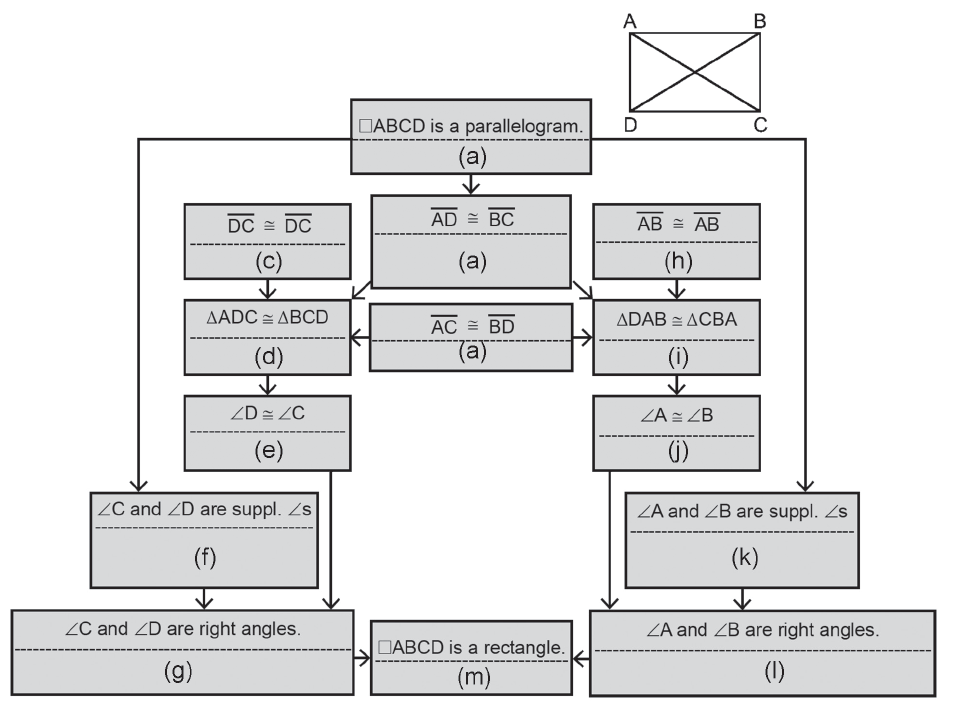 A B
D C
□ABCD is a parallelogram.
(a)
DC ≅ DC
(c)
AD ≅ BC
(a)
AB ≅ AB
(h)
ΔADC ≅ ΔBCD
(d)
AC ≅ BD
(a)
ΔDAB ≅ ΔCBA
(i)
∠D ≅ ∠C
(e)
∠A ≅ ∠B
(j)
∠C and ∠D are suppl. ∠s
(f)
∠A and ∠B are suppl. ∠s
(k)
∠C and ∠D are right angles.
(g)
□ABCD is a rectangle.
(m)
∠A and ∠B are right angles.
(l)